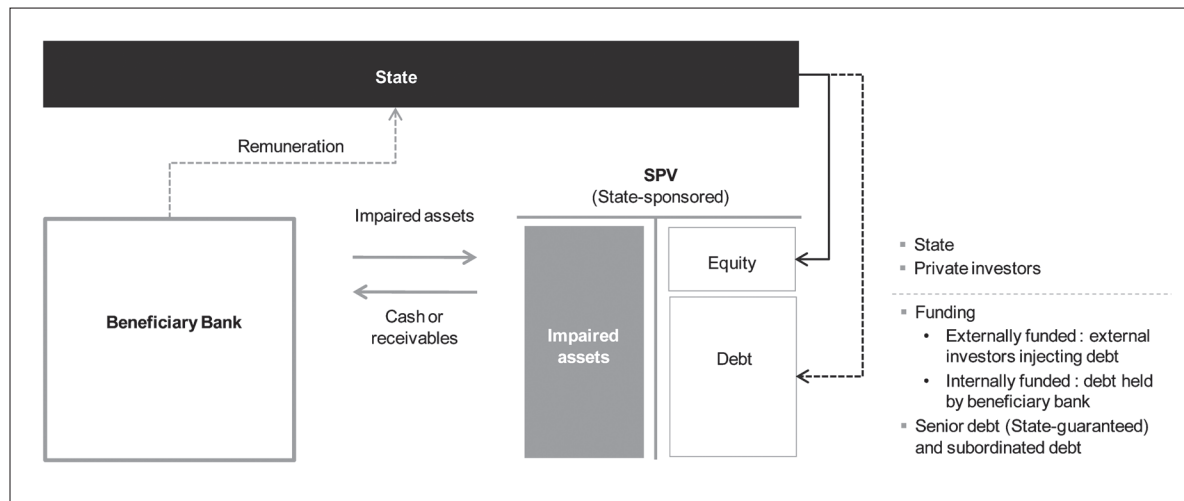 State
Remuneration
SPV
(State-sponsored)
Impaired assets
Equity
State
Private investors
Beneficiary Bank
Cash or
receivables
Impaired
assets
Debt
Funding
Externally funded : external
investors injecting debt
Internally funded : debt held
by beneficiary bank
Senior debt (State-guaranteed)
and subordinated debt